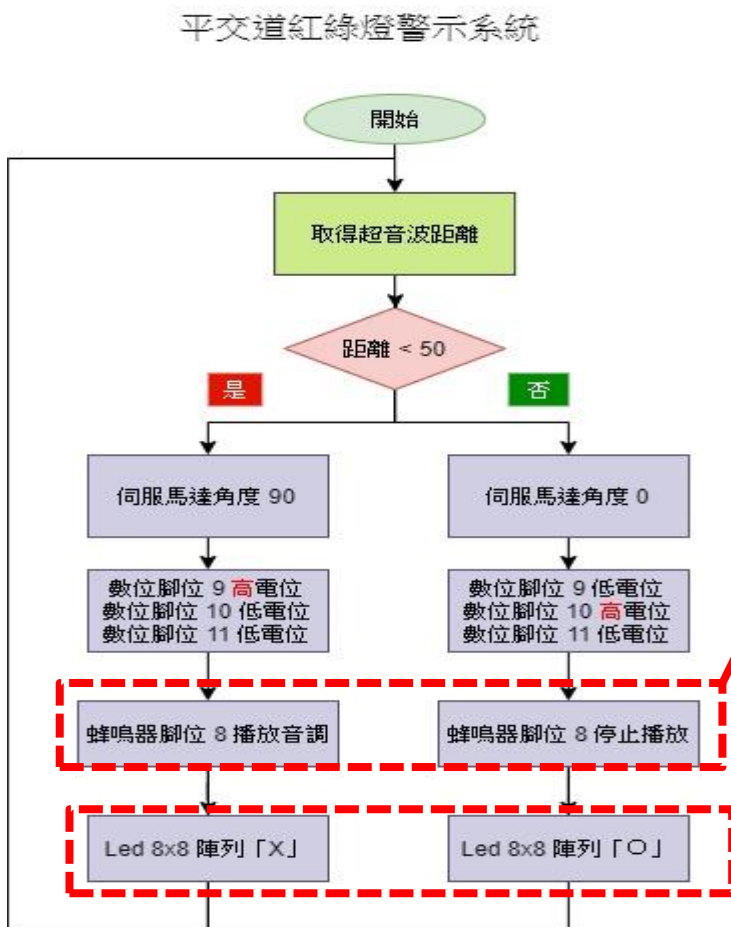 平交道紅綠燈警示系統
開始
取得超音波距離
距離 < 50
是
否
伺服馬達角度 90
伺服馬達角度 0
數位腳位 9 高電位
數位腳位 10 低電位
數位腳位 11 低電位
數位腳位 9 低電位
數位腳位 10 高電位
數位腳位 11 低電位
蜂鳴器腳位 8 播放音調
蜂鳴器腳位 8 停止播放
Led 8x8 陣列「X」
Led 8x8 陣列「O」